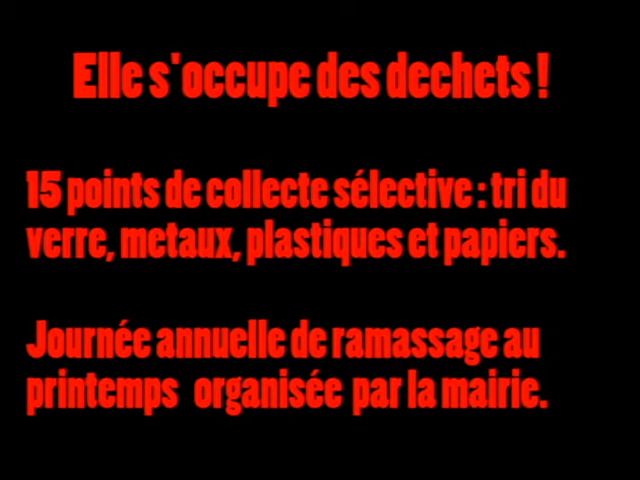 Elle s'occupe des dechets !
15 points de collecte sélective : tri du
verre, metaux, plastiques et papiers.
Journée annuelle de ramassage au
printemps organisée par la mairie.